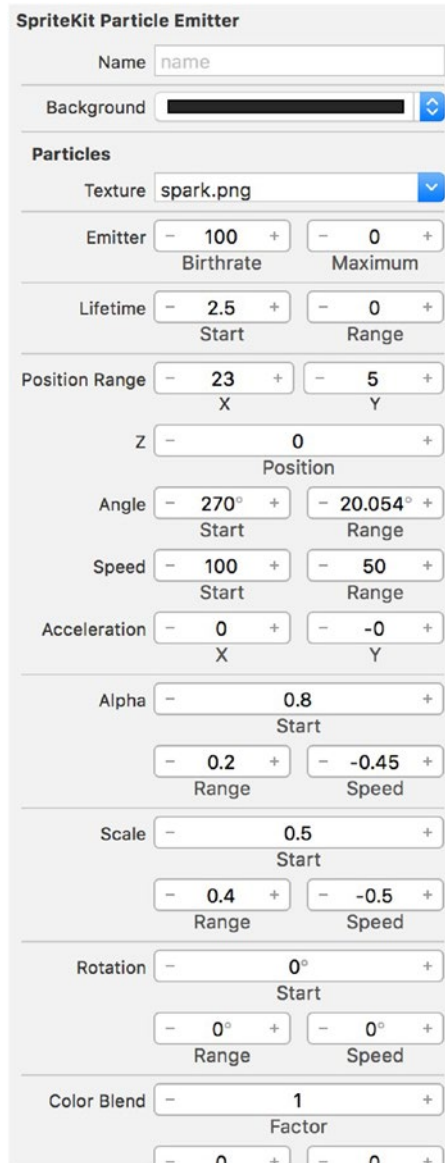 SpriteKit Particle Emitter
Name name
Background
Particles
Texture spark.png
Emitter - 100 + - 0 +
Birthrate Maximum
Lifetime - 2.5 + - 0 +
Start Range
Position Range - 23 + - 5 +
X Y
Z - 0 +
Position
Angle - 270° + - 20.054° +
Start Range
Speed - 100 + - 50 +
Start Range
Acceleration - 0 + - -0 +
X Y
Alpha - 0.8 +
Start
- 0.2 + - -0.45 +
Range Speed
Scale - 0.5 +
Start
- 0.4 + - -0.5 +
Range Speed
Rotation - 0° +
Start
- 0° + - 0° +
Range Speed
Color Blend - 1 +
Factor
- 0 + - 0 +